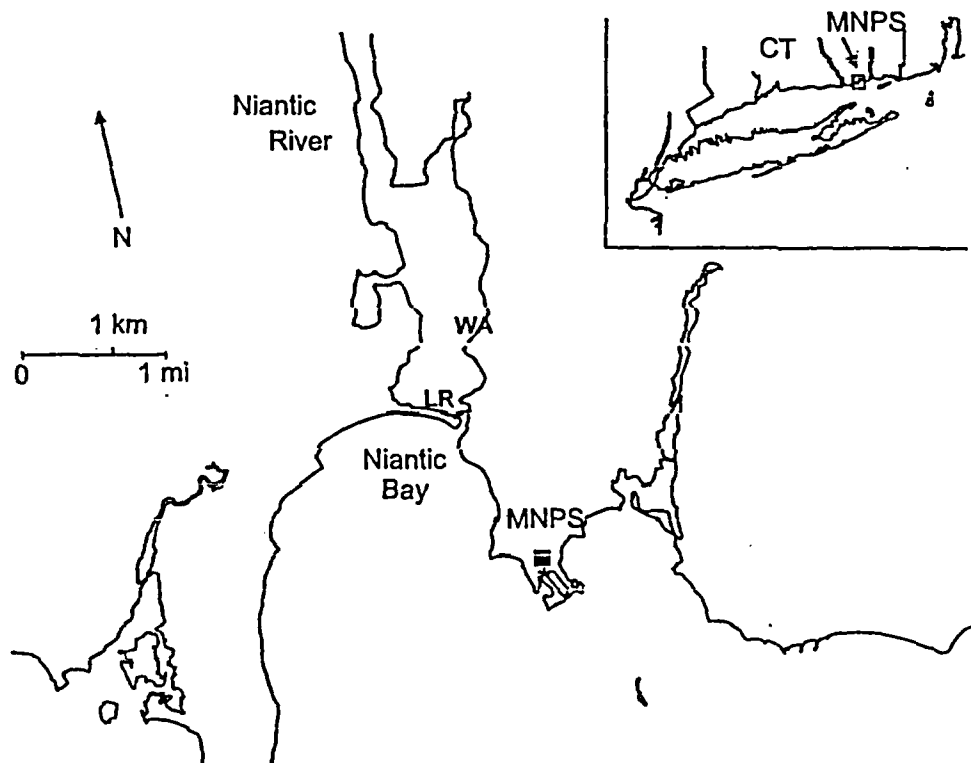 MNPS
CT
Niantic
River
N
WA
1 km
0
1 mi
LR
Niantic
Bay
MNPS